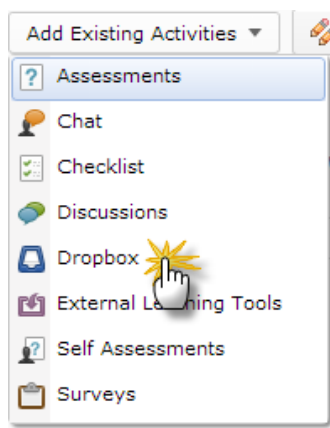 Add Existing Activities
Assessments
Chat
Checklist
Discussions
Dropbox
External Learning Tools
Self Assessments
Surveys